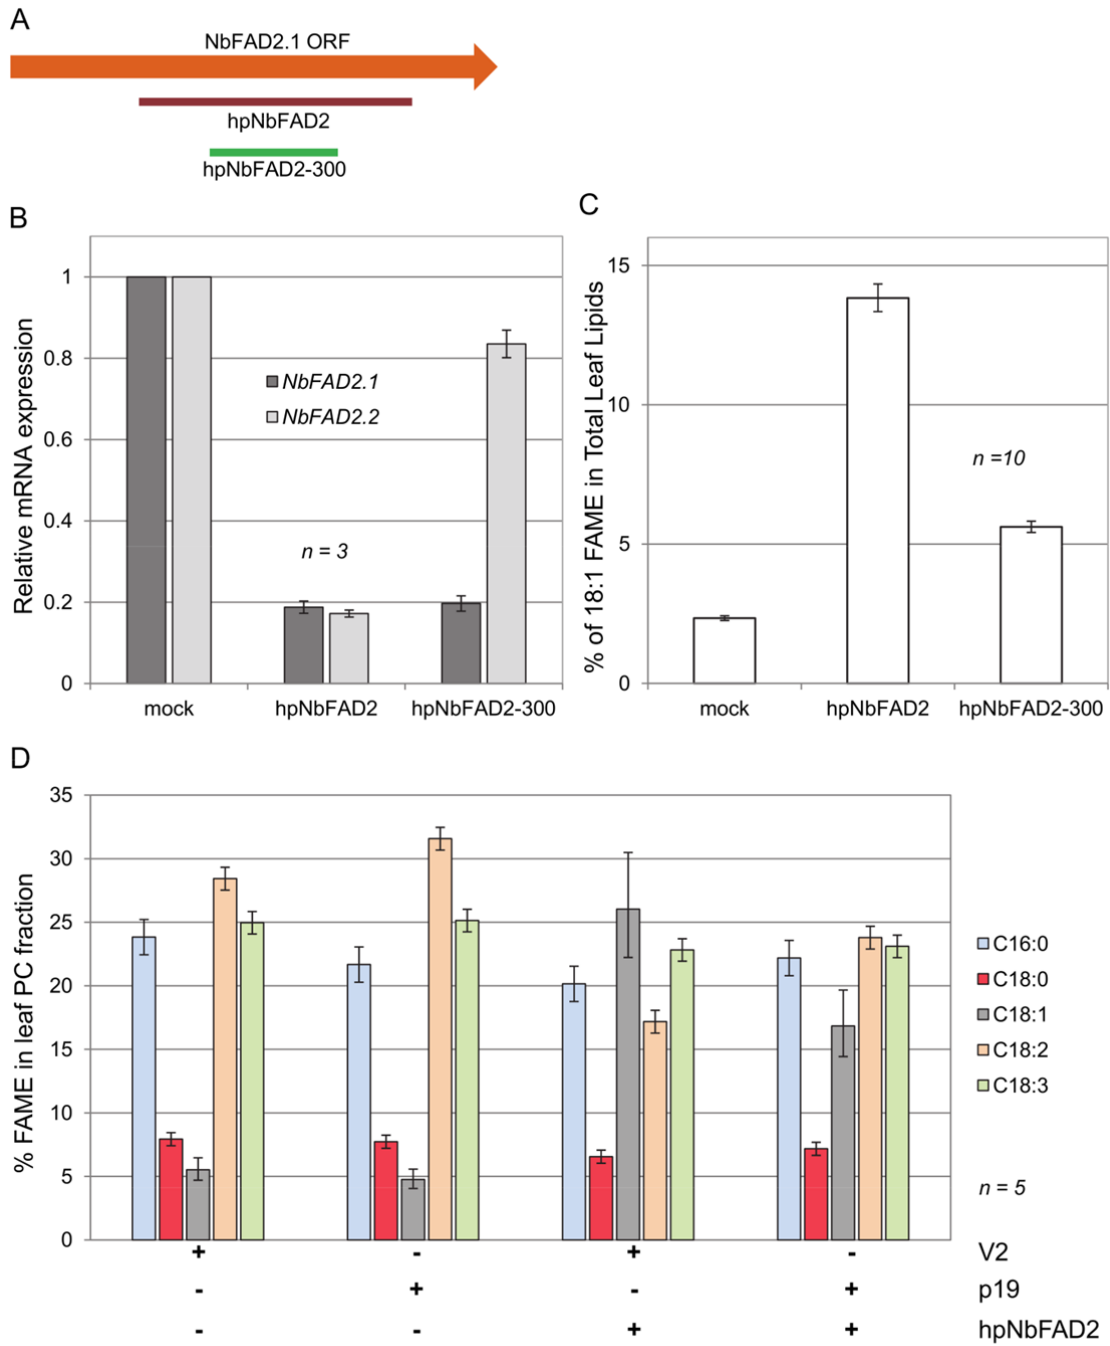 A
NbFAD2.1 ORF
hpNbFAD2
hpNbFAD2-300
B
Relative mRNA expression
1
0.8
0.6
0.4
0.2
0
NbFAD2.1
NbFAD2.2
n = 3
mock
hpNbFAD2
hpNbFAD2-300
C
% of 18:1 FAME in Total Leaf Lipids
15
10
5
0
n =10
mock
hpNbFAD2
hpNbFAD2-300
D
% FAME in leaf PC fraction
35
30
25
20
15
10
5
0
C16:0
C18:0
C18:1
C18:2
C18:3
n = 5
+ - + - V2
- + - + p19
- - + + hpNbFAD2